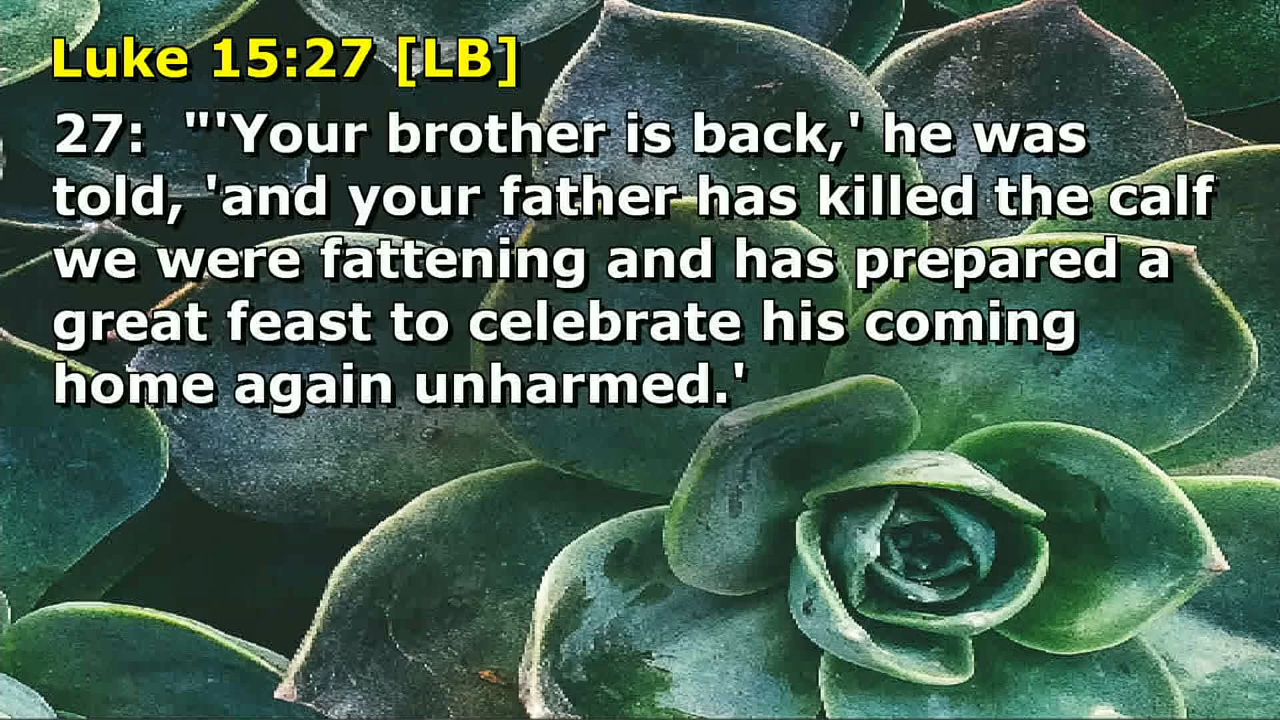 Luke 15:27 [LB]
27:  "'Your brother is back,' he was
told, 'and your father has killed the calf
we were fattening and has prepared a
great feast to celebrate his coming
home again unharmed.'